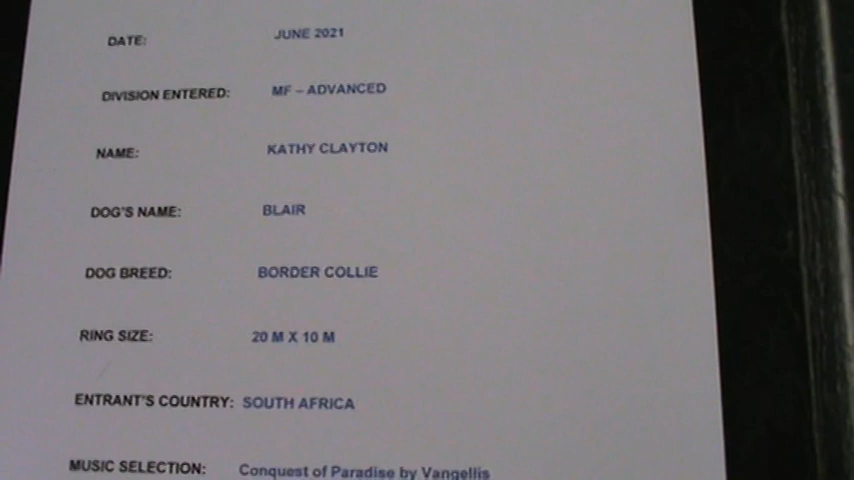 DATE: JUNE 2021
DIVISION ENTERED: MF – ADVANCED
NAME: KATHY CLAYTON
DOG'S NAME: BLAIR
DOG BREED: BORDER COLLIE
RING SIZE: 20 M X 10 M
ENTRANT'S COUNTRY: SOUTH AFRICA
MUSIC SELECTION: Conquest of Paradise by Vangellis